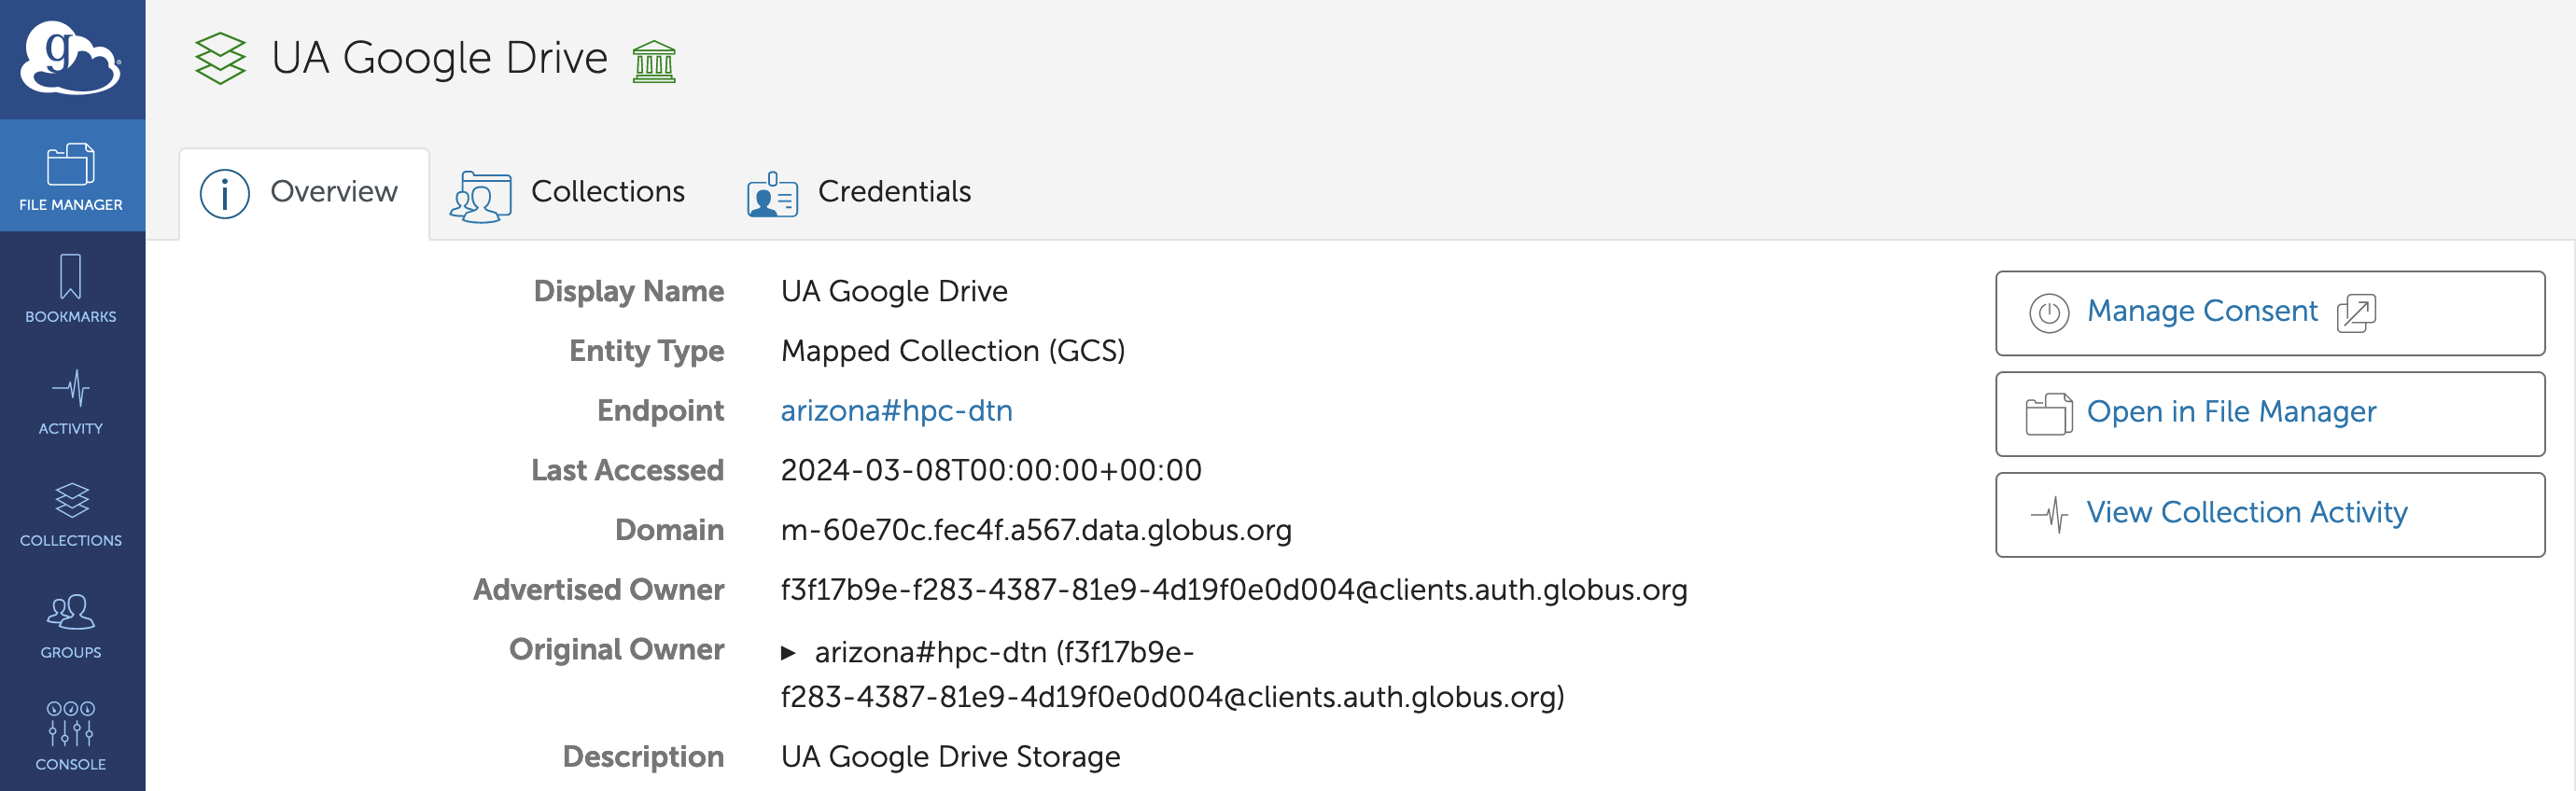 g
UA Google Drive
FILE MANAGER
BOOKMARKS
ACTIVITY
COLLECTIONS
GROUPS
CONSOLE
Overview
Collections
Credentials
Display Name UA Google Drive
Entity Type Mapped Collection (GCS)
Endpoint arizona#hpc-dtn
Last Accessed 2024-03-08T00:00:00+00:00
Domain m-60e70c.fec4f.a567.data.globus.org
Advertised Owner f3f17b9e-f283-4387-81e9-4d19f0e0d004@clients.auth.globus.org
Original Owner ▸ arizona#hpc-dtn (f3f17b9e-
f283-4387-81e9-4d19f0e0d004@clients.auth.globus.org)
Description UA Google Drive Storage
Manage Consent
Open in File Manager
View Collection Activity